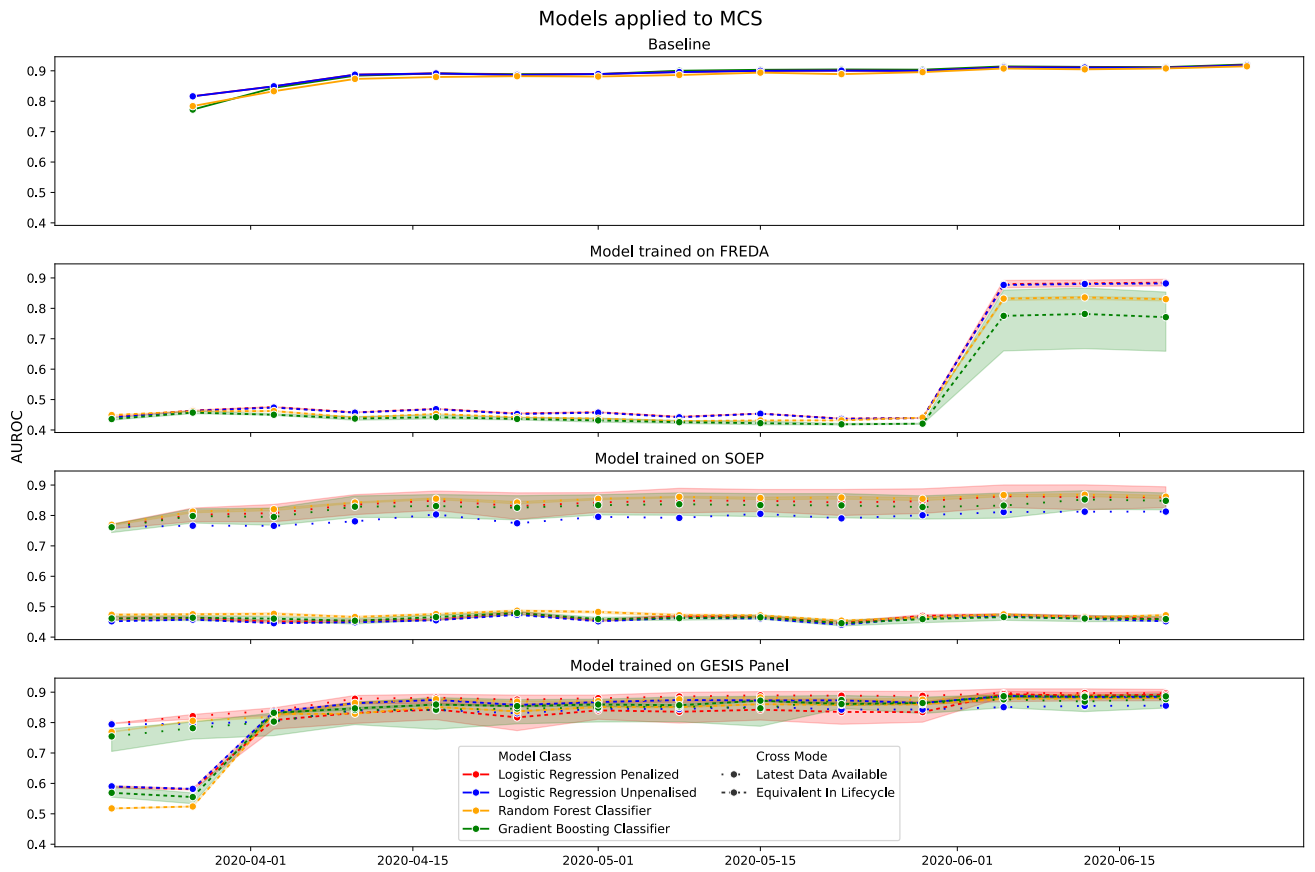 Models applied to MCS
Baseline
0.9
0.8
0.7
0.6
0.5
0.4
Model trained on FREDA
0.9
0.8
0.7
0.6
0.5
0.4
AUROC
Model trained on SOEP
0.9
0.8
0.7
0.6
0.5
0.4
Model trained on GESIS Panel
0.9
0.8
0.7
0.6
0.5
0.4
Model Class
Logistic Regression Penalized
Logistic Regression Unpenalised
Random Forest Classifier
Gradient Boosting Classifier
Cross Mode
Latest Data Available
Equivalent In Lifecycle
2020-04-01
2020-04-15
2020-05-01
2020-05-15
2020-06-01
2020-06-15